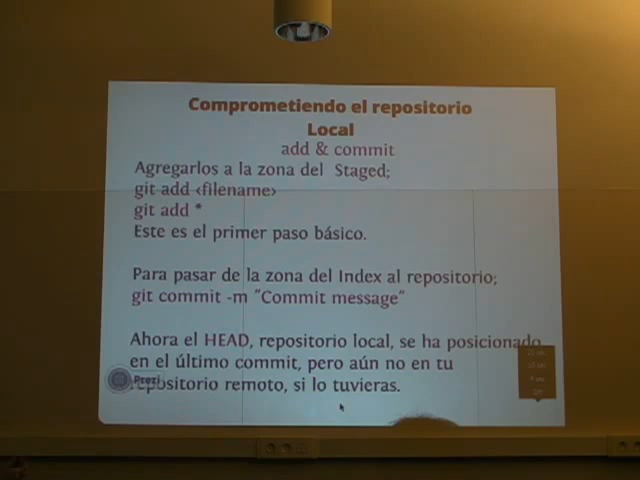 Comprometiendo el repositorio
Local
add & commit
Agregarlos a la zona del Staged;
git add <filename>
git add *
Este es el primer paso básico.
Para pasar de la zona del Index al repositorio;
git commit -m "Commit message"
Ahora el HEAD, repositorio local, se ha posicionado
en el último commit, pero aún no en tu
repositorio remoto, si lo tuvieras.
Prezi